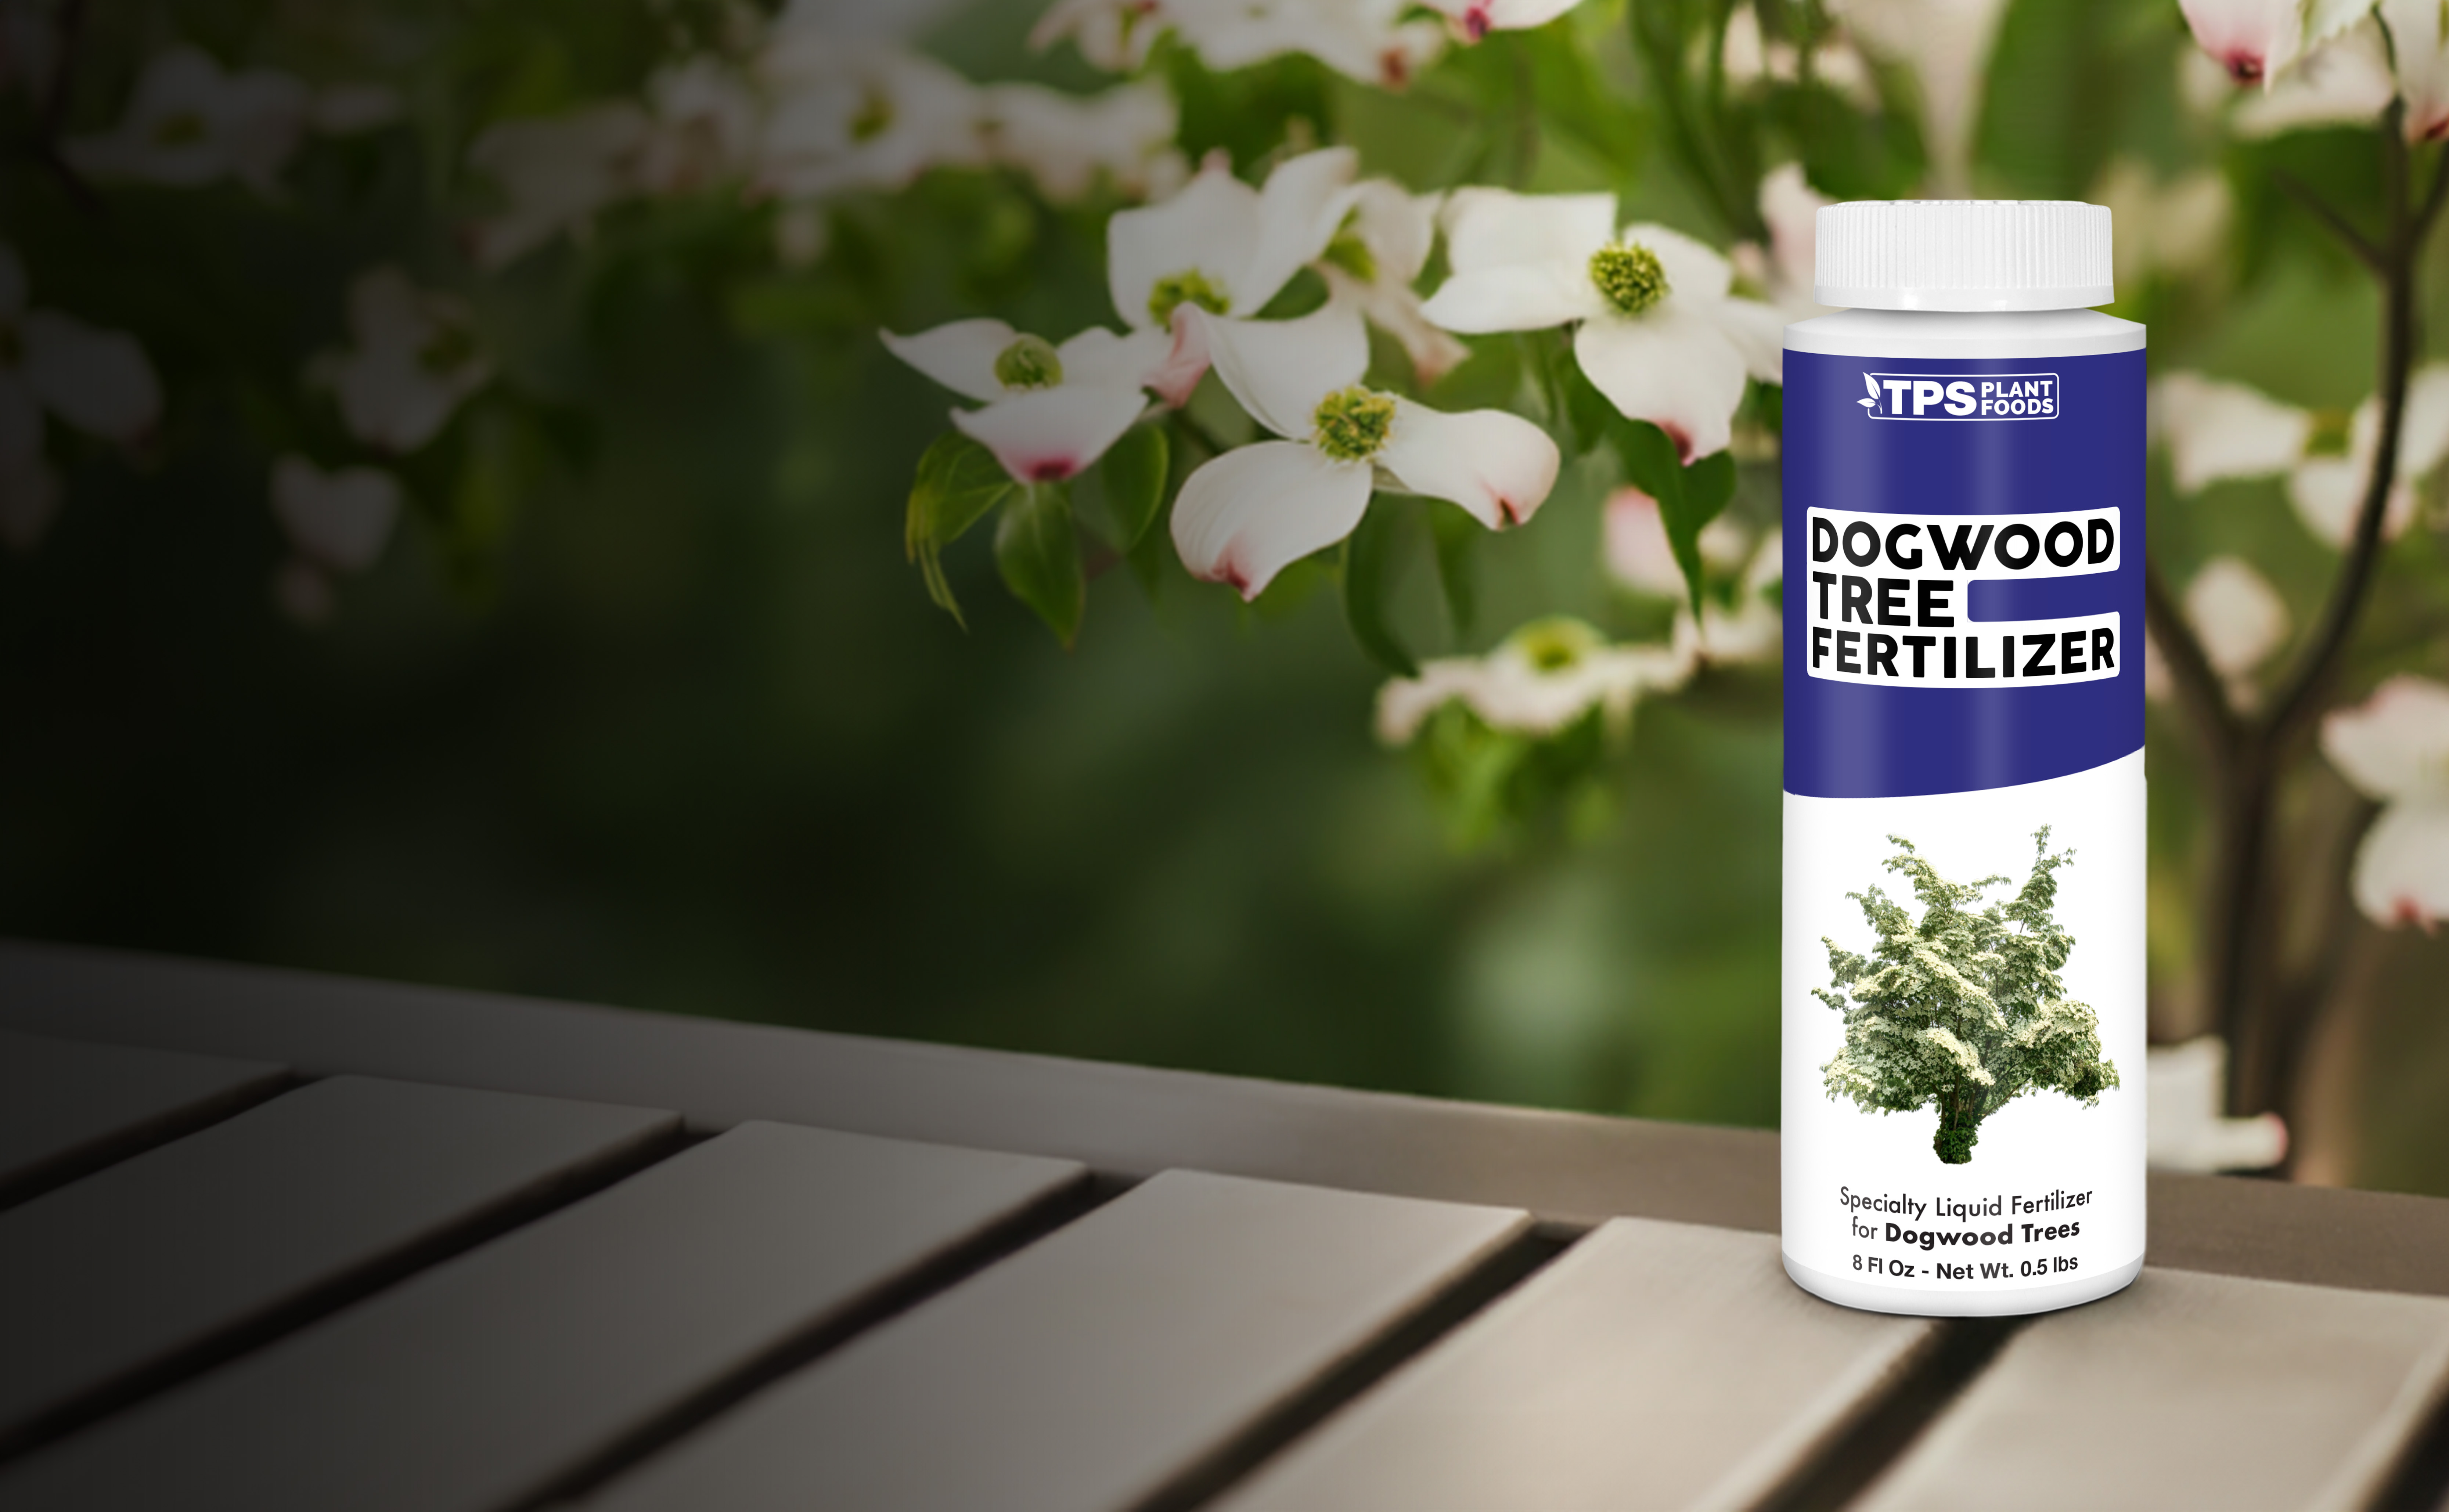 TPS PLANT FOODS
DOGWOOD
TREE
FERTILIZER
Specialty Liquid Fertilizer
for Dogwood Trees
8 Fl Oz - Net Wt. 0.5 lbs